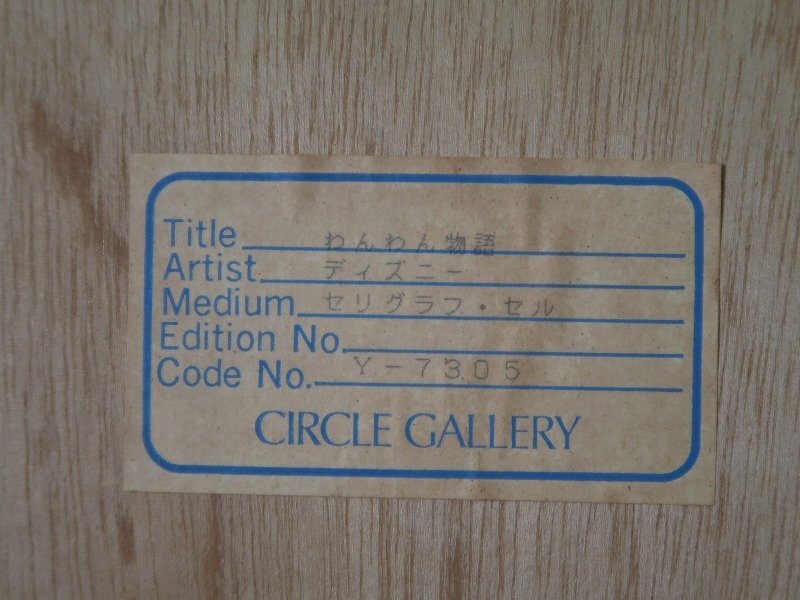 Title わんわん物語
Artist ディズニー
Medium セリグラフ・セル
Edition No.
Code No. Y-7305
CIRCLE GALLERY